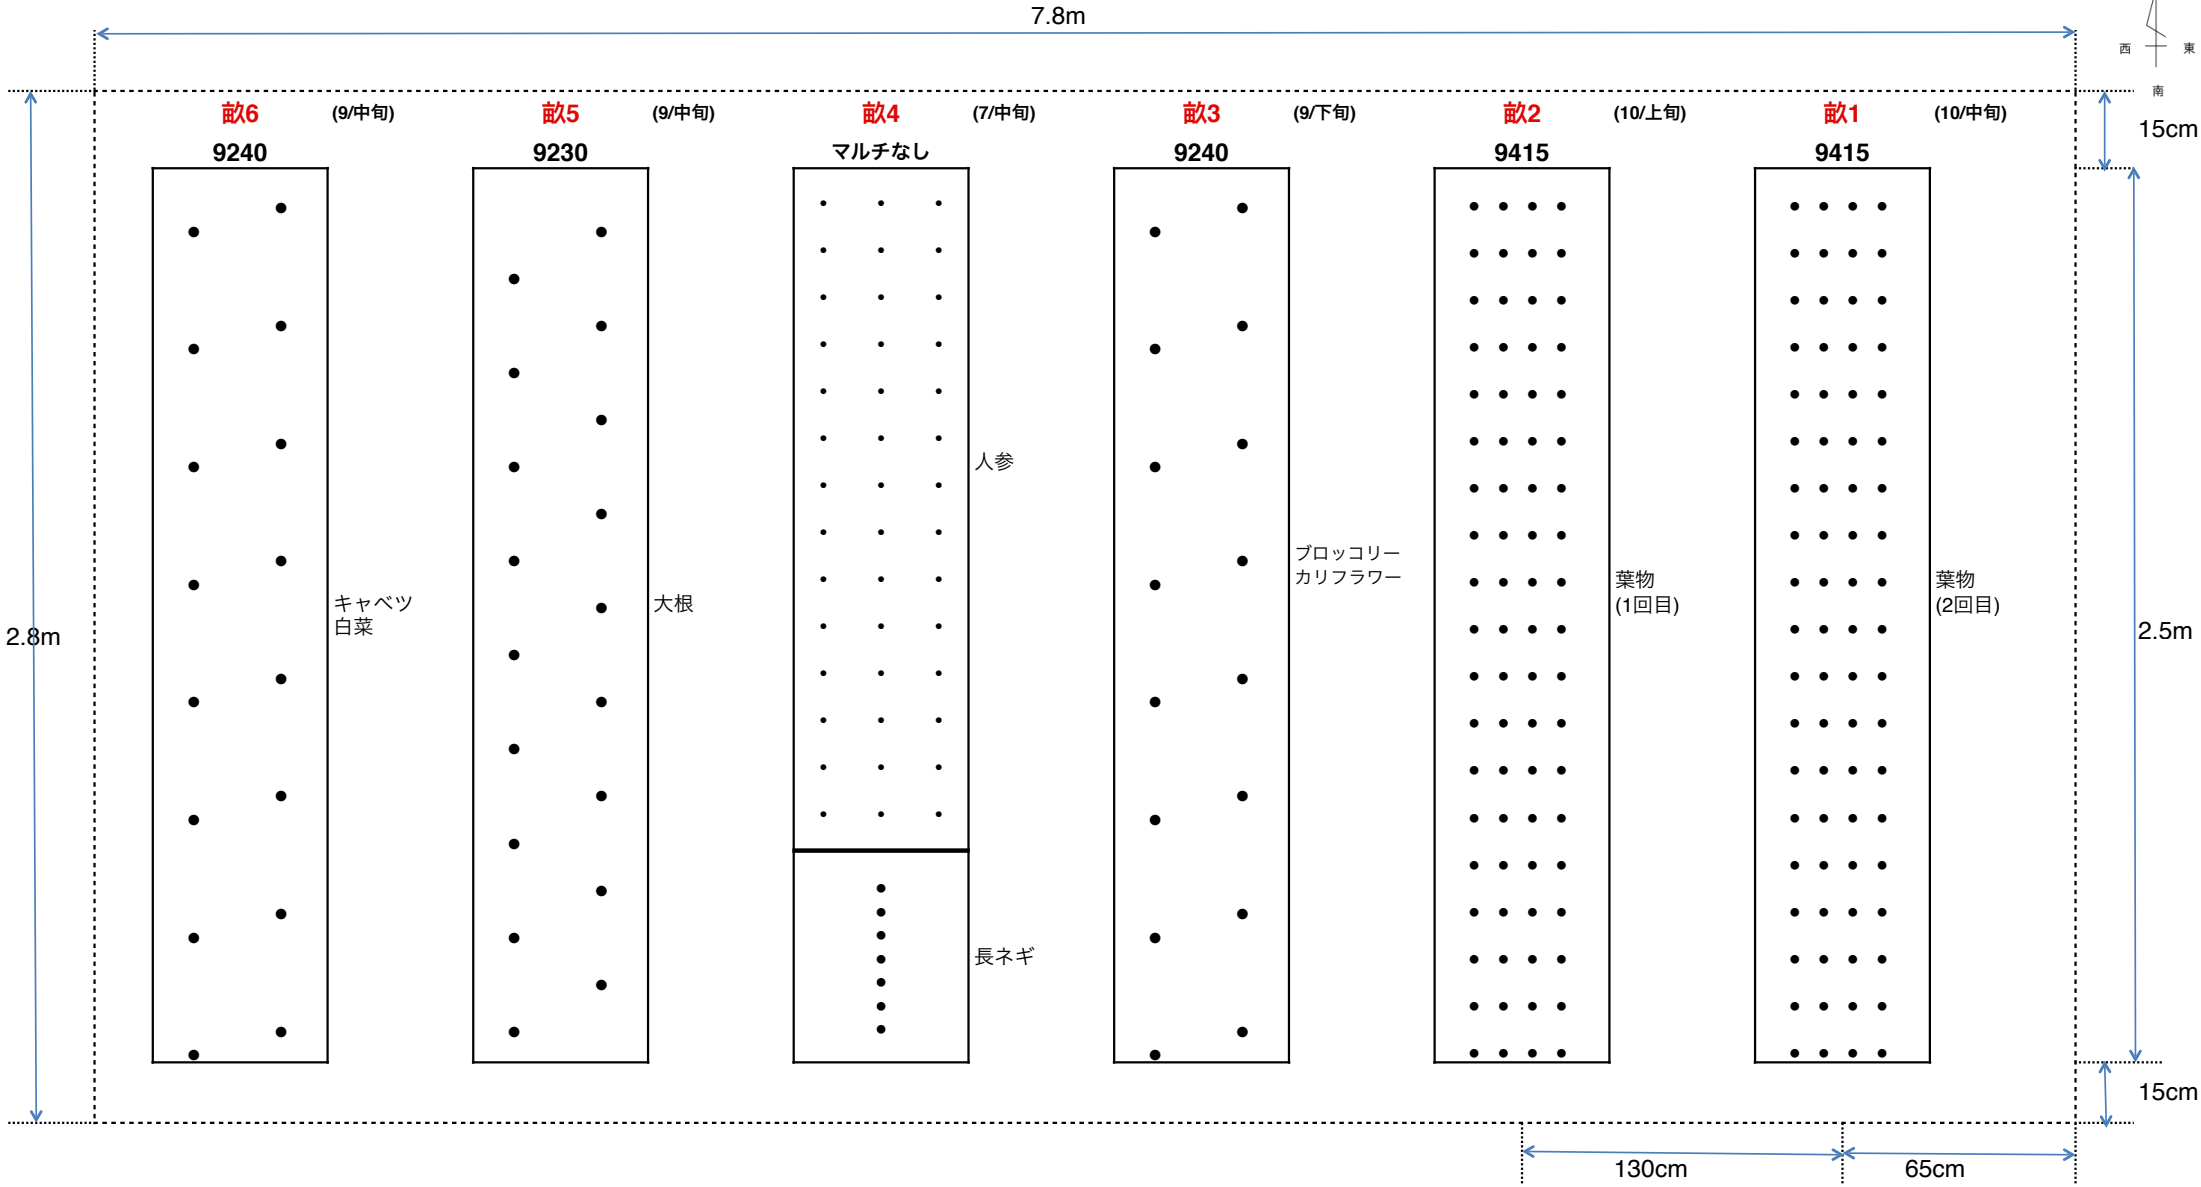 7.8m
西 東
南
畝6 (9/中旬) 畝5 (9/中旬) 畝4 (7/中旬) 畝3 (9/下旬) 畝2 (10/上旬) 畝1 (10/中旬)
15cm
9240 9230 マルチなし 9240 9415 9415
人参
ブロッコリー
カリフラワー
葉物
(1回目)
葉物
(2回目)
キャベツ
白菜
大根
2.8m
2.5m
長ネギ
15cm
130cm 65cm